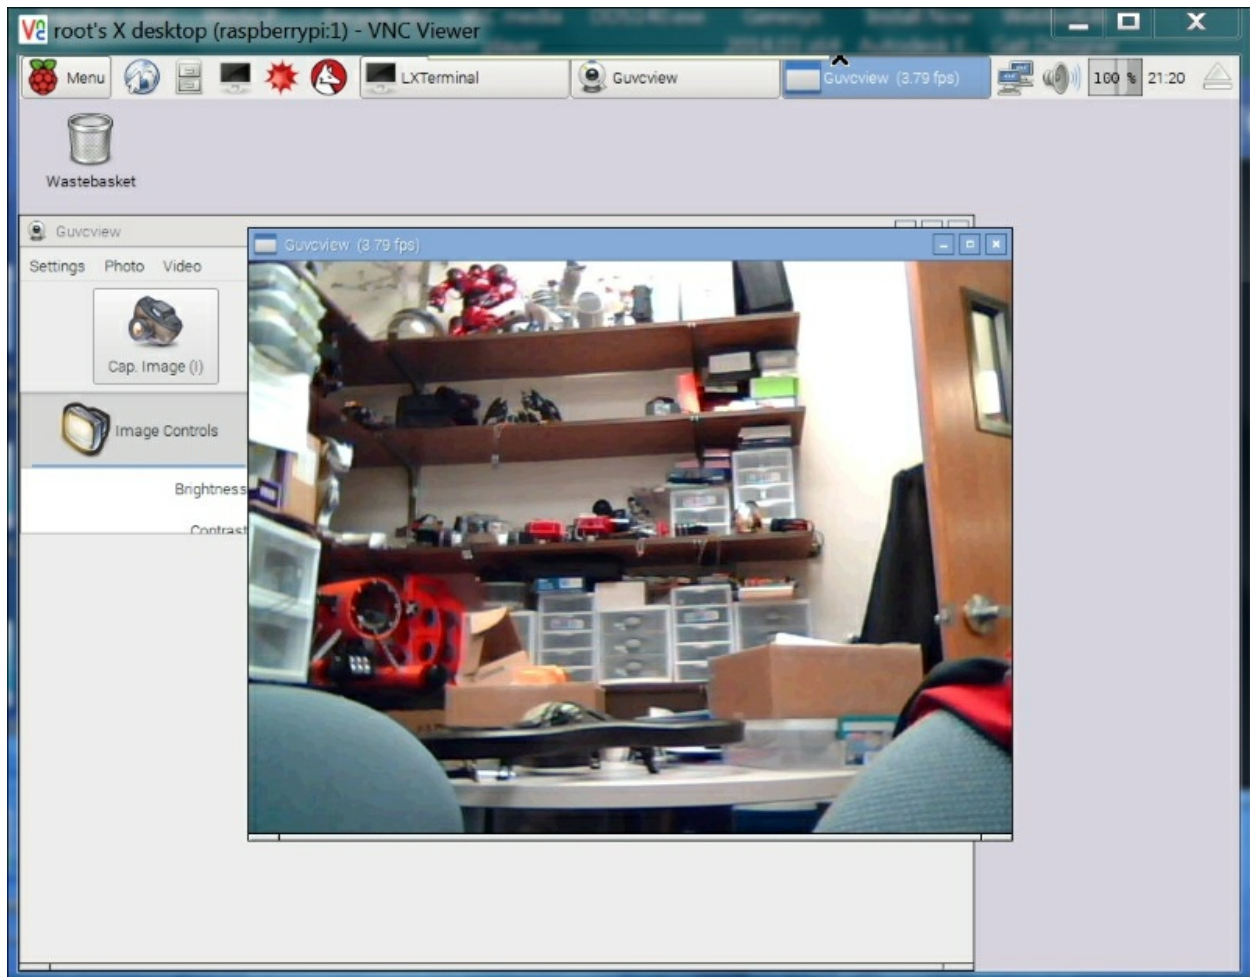 root's X desktop (raspberrypi:1) - VNC Viewer
Menu LXTerminal Guvcview Guvcview (3.79 fps) 100 % 21:20
Wastebasket
Guvcview
Guvcview (3.79 fps)
Settings Photo Video
Cap. Image (I)
Image Controls
Brightness
Contrast